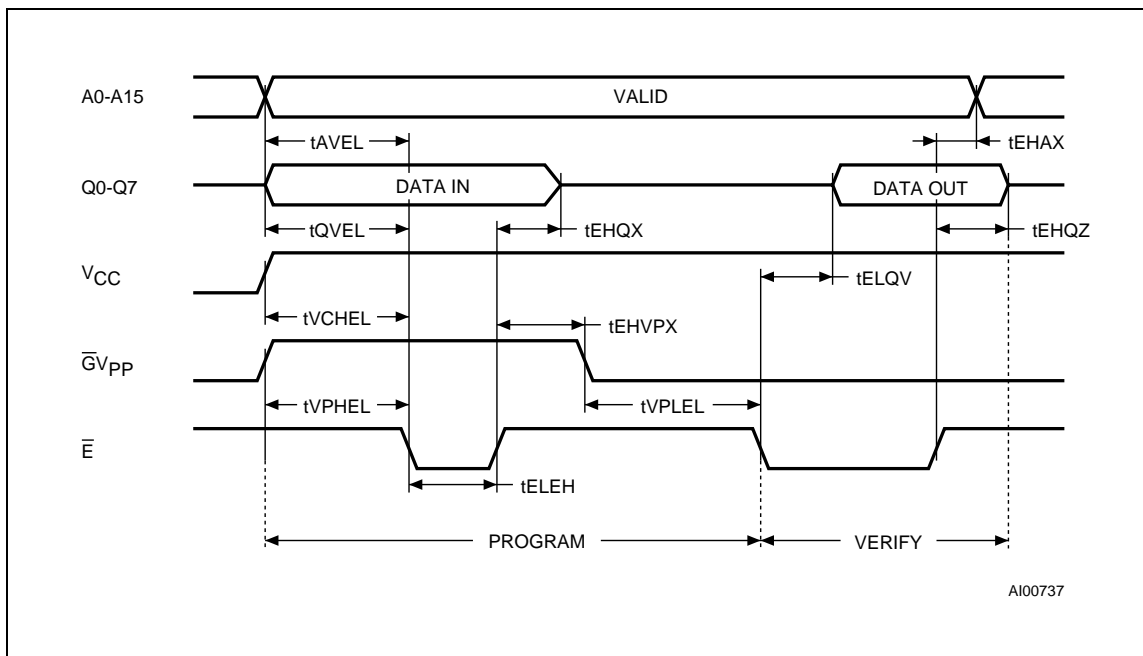 A0-A15
VALID
tAVEL
tEHAX
Q0-Q7
DATA IN
DATA OUT
tQVEL
tEHQX
tEHQZ
VCC
tELQV
tVCHEL
tEHVPX
G̅VPP
tVPHEL
tVPLEL
E̅
tELEH
PROGRAM
VERIFY
AI00737